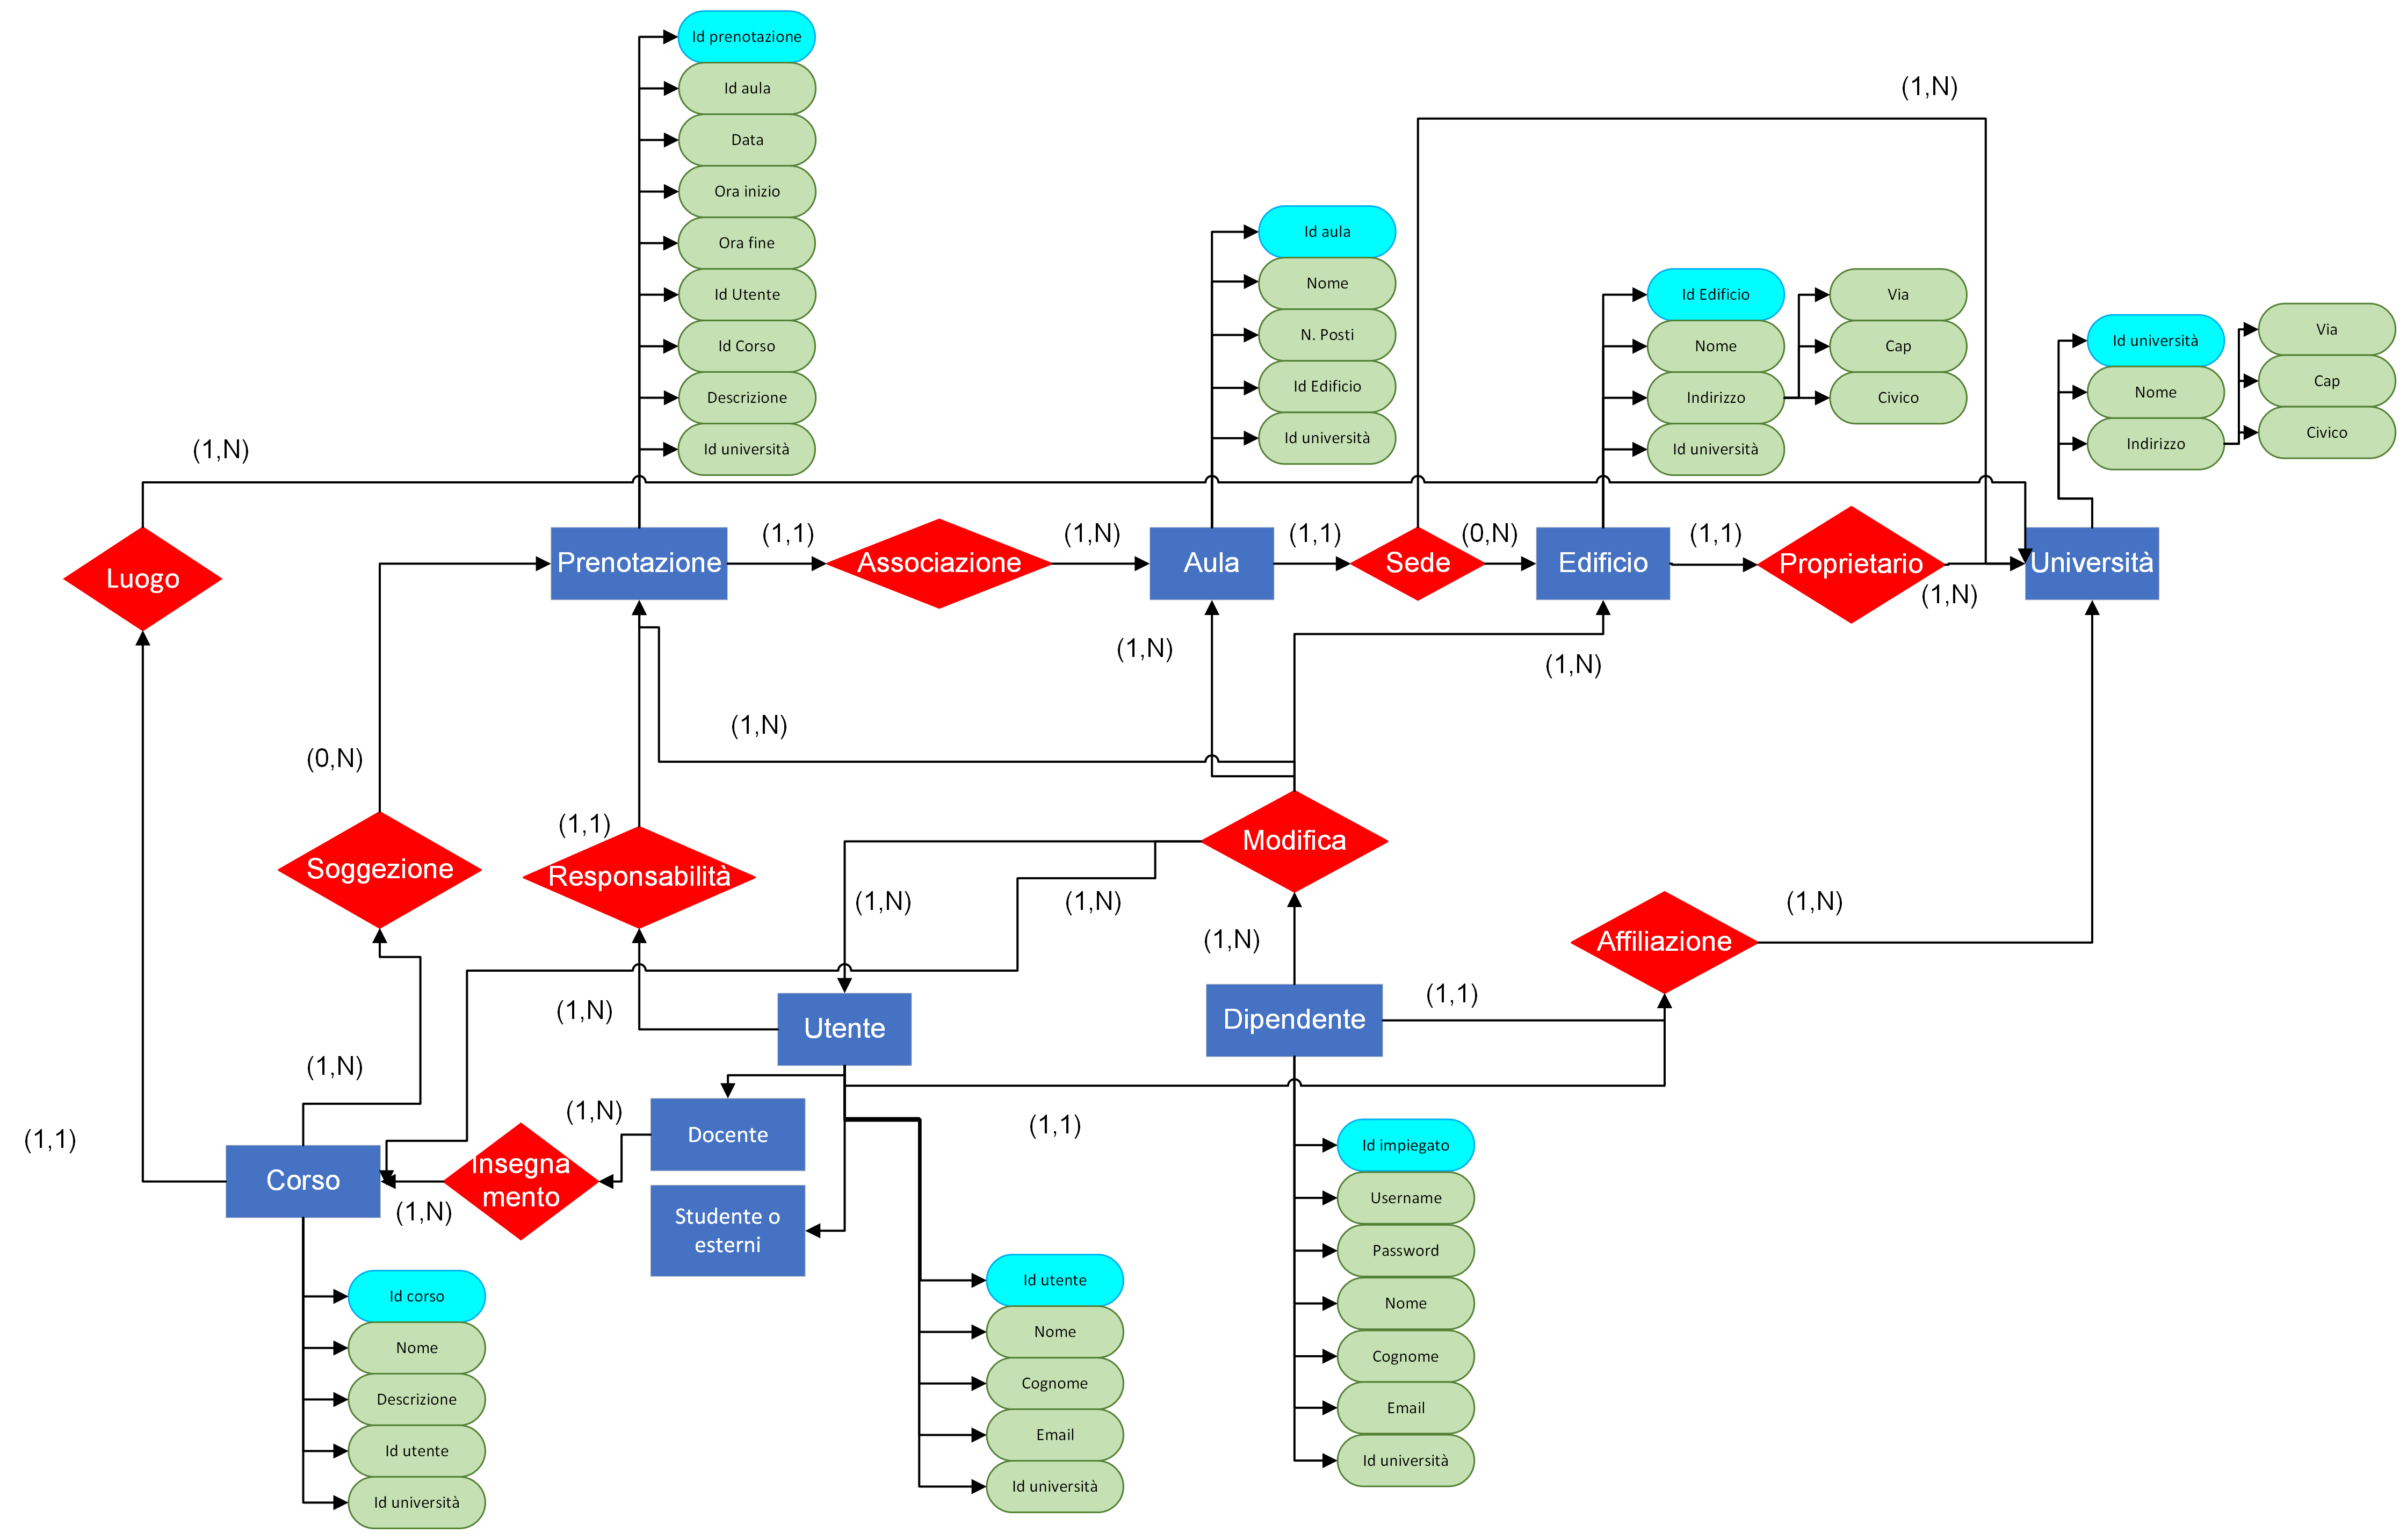 Id prenotazione
Id aula
Data
Ora inizio
Ora fine
Id Utente
Id Corso
Descrizione
Id università
(1,N)
Id aula
Nome
N. Posti
Id Edificio
Id università
Id Edificio
Nome
Indirizzo
Id università
Via
Cap
Civico
Id università
Nome
Indirizzo
Via
Cap
Civico
(1,N)
Luogo
Prenotazione
(1,1)
Associazione
(1,N)
Aula
(1,1)
Sede
(0,N)
Edificio
(1,1)
Proprietario
(1,N)
Università
(1,N)
(1,N)
(1,N)
(0,N)
(1,1)
Soggezione
Responsabilità
Modifica
(1,N)
(1,N)
(1,N)
Affiliazione
(1,N)
(1,N)
Utente
Dipendente
(1,1)
(1,N)
(1,1)
(1,N)
Docente
(1,1)
Corso
(1,N)
Insegna
mento
Studente o
esterni
Id corso
Nome
Descrizione
Id utente
Id università
Id utente
Nome
Cognome
Email
Id università
Id impiegato
Username
Password
Nome
Cognome
Email
Id università